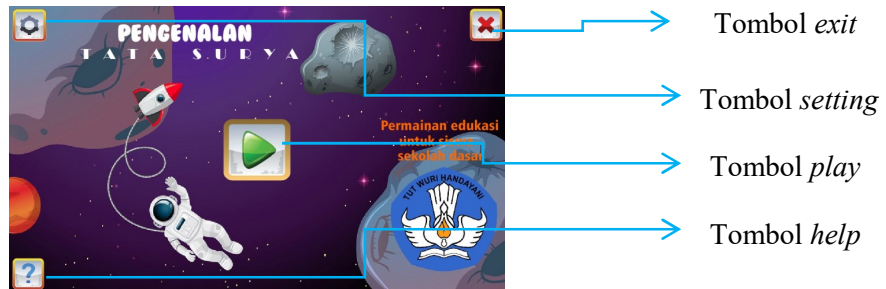 PENGENALAN
TATA SURYA
Permainan edukasi
untuk siswa
sekolah dasar
TUT WURI HANDAYANI
?
Tombol exit
Tombol setting
Tombol play
Tombol help